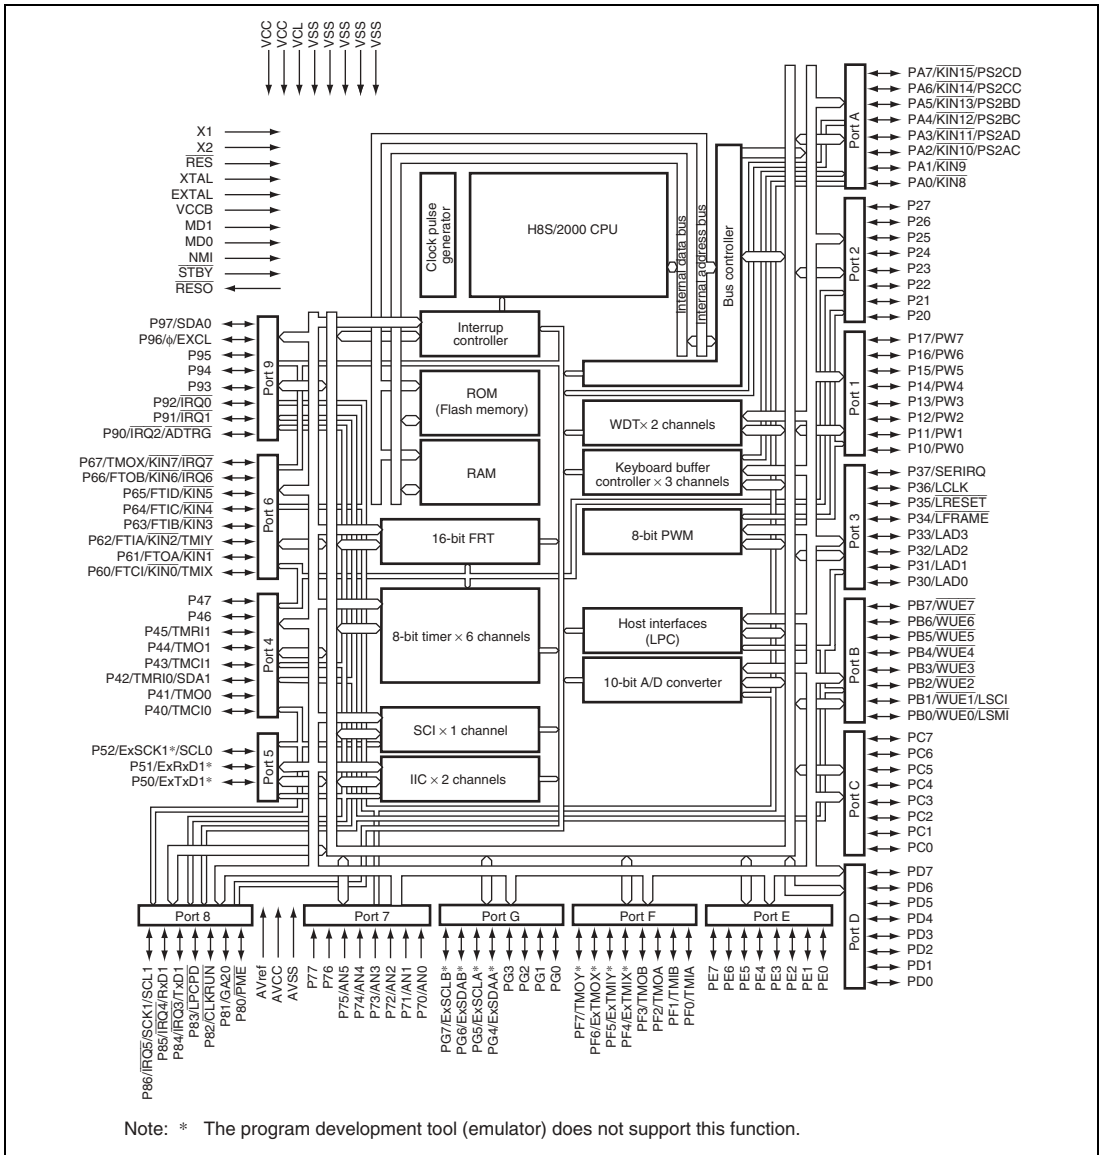 VCC
VCC
VCL
VSS
VSS
VSS
VSS
VSS
X1
X2
RES
XTAL
EXTAL
VCCB
MD1
MD0
NMI
STBY
RESO
Clock pulse
generator
H8S/2000 CPU
Internal data bus
Internal address bus
Bus controller
Interrup
controller
ROM
(Flash memory)
RAM
WDT× 2 channels
Keyboard buffer
controller × 3 channels
8-bit PWM
16-bit FRT
8-bit timer × 6 channels
Host interfaces
(LPC)
10-bit A/D converter
SCI × 1 channel
IIC × 2 channels
P97/SDA0
P96/ϕ/EXCL
P95
P94
P93
P92/IRQ0
P91/IRQ1
P90/IRQ2/ADTRG
Port 9
P67/TMOX/KIN7/IRQ7
P66/FTOB/KIN6/IRQ6
P65/FTID/KIN5
P64/FTIC/KIN4
P63/FTIB/KIN3
P62/FTIA/KIN2/TMIY
P61/FTOA/KIN1
P60/FTCI/KIN0/TMIX
Port 6
P47
P46
P45/TMRI1
P44/TMO1
P43/TMCI1
P42/TMRI0/SDA1
P41/TMO0
P40/TMCI0
Port 4
P52/ExSCK1*/SCL0
P51/ExRxD1*
P50/ExTxD1*
Port 5
Port A
PA7/KIN15/PS2CD
PA6/KIN14/PS2CC
PA5/KIN13/PS2BD
PA4/KIN12/PS2BC
PA3/KIN11/PS2AD
PA2/KIN10/PS2AC
PA1/KIN9
PA0/KIN8
Port 2
P27
P26
P25
P24
P23
P22
P21
P20
Port 1
P17/PW7
P16/PW6
P15/PW5
P14/PW4
P13/PW3
P12/PW2
P11/PW1
P10/PW0
Port 3
P37/SERIRQ
P36/LCLK
P35/LRESET
P34/LFRAME
P33/LAD3
P32/LAD2
P31/LAD1
P30/LAD0
Port B
PB7/WUE7
PB6/WUE6
PB5/WUE5
PB4/WUE4
PB3/WUE3
PB2/WUE2
PB1/WUE1/LSCI
PB0/WUE0/LSMI
Port C
PC7
PC6
PC5
PC4
PC3
PC2
PC1
PC0
Port D
PD7
PD6
PD5
PD4
PD3
PD2
PD1
PD0
Port 8
P86/IRQ5/SCK1/SCL1
P85/IRQ4/RxD1
P84/IRQ3/TxD1
P83/LPCPD
P82/CLKRUN
P81/GA20
P80/PME
AVref
AVCC
AVSS
Port 7
P77
P76
P75/AN5
P74/AN4
P73/AN3
P72/AN2
P71/AN1
P70/AN0
Port G
PG7/ExSCLB*
PG6/ExSDAB*
PG5/ExSCLA*
PG4/ExSDAA*
PG3
PG2
PG1
PG0
Port F
PF7/TMOY*
PF6/ExTMOX*
PF5/ExTMIY*
PF4/ExTMIX*
PF3/TMOB
PF2/TMOA
PF1/TMIB
PF0/TMIA
Port E
PE7
PE6
PE5
PE4
PE3
PE2
PE1
PE0
Note: * The program development tool (emulator) does not support this function.